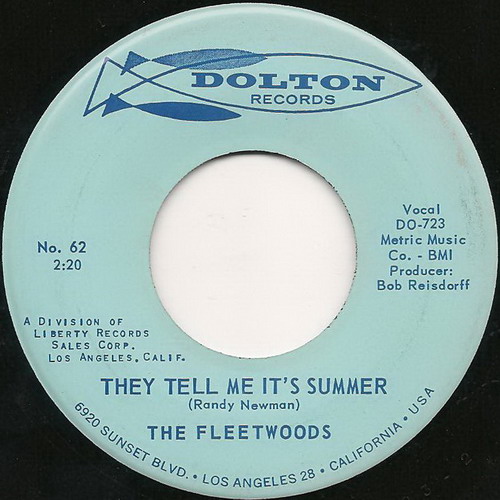 DOLTON
RECORDS
No. 62
2:20
Vocal
DO-723
Metric Music
Co. - BMI
Producer:
Bob Reisdorff
A DIVISION OF
LIBERTY RECORDS
SALES CORP.
LOS ANGELES, CALIF.
THEY TELL ME IT'S SUMMER
(Randy Newman)
THE FLEETWOODS
6920 SUNSET BLVD. • LOS ANGELES 28 • CALIFORNIA • USA